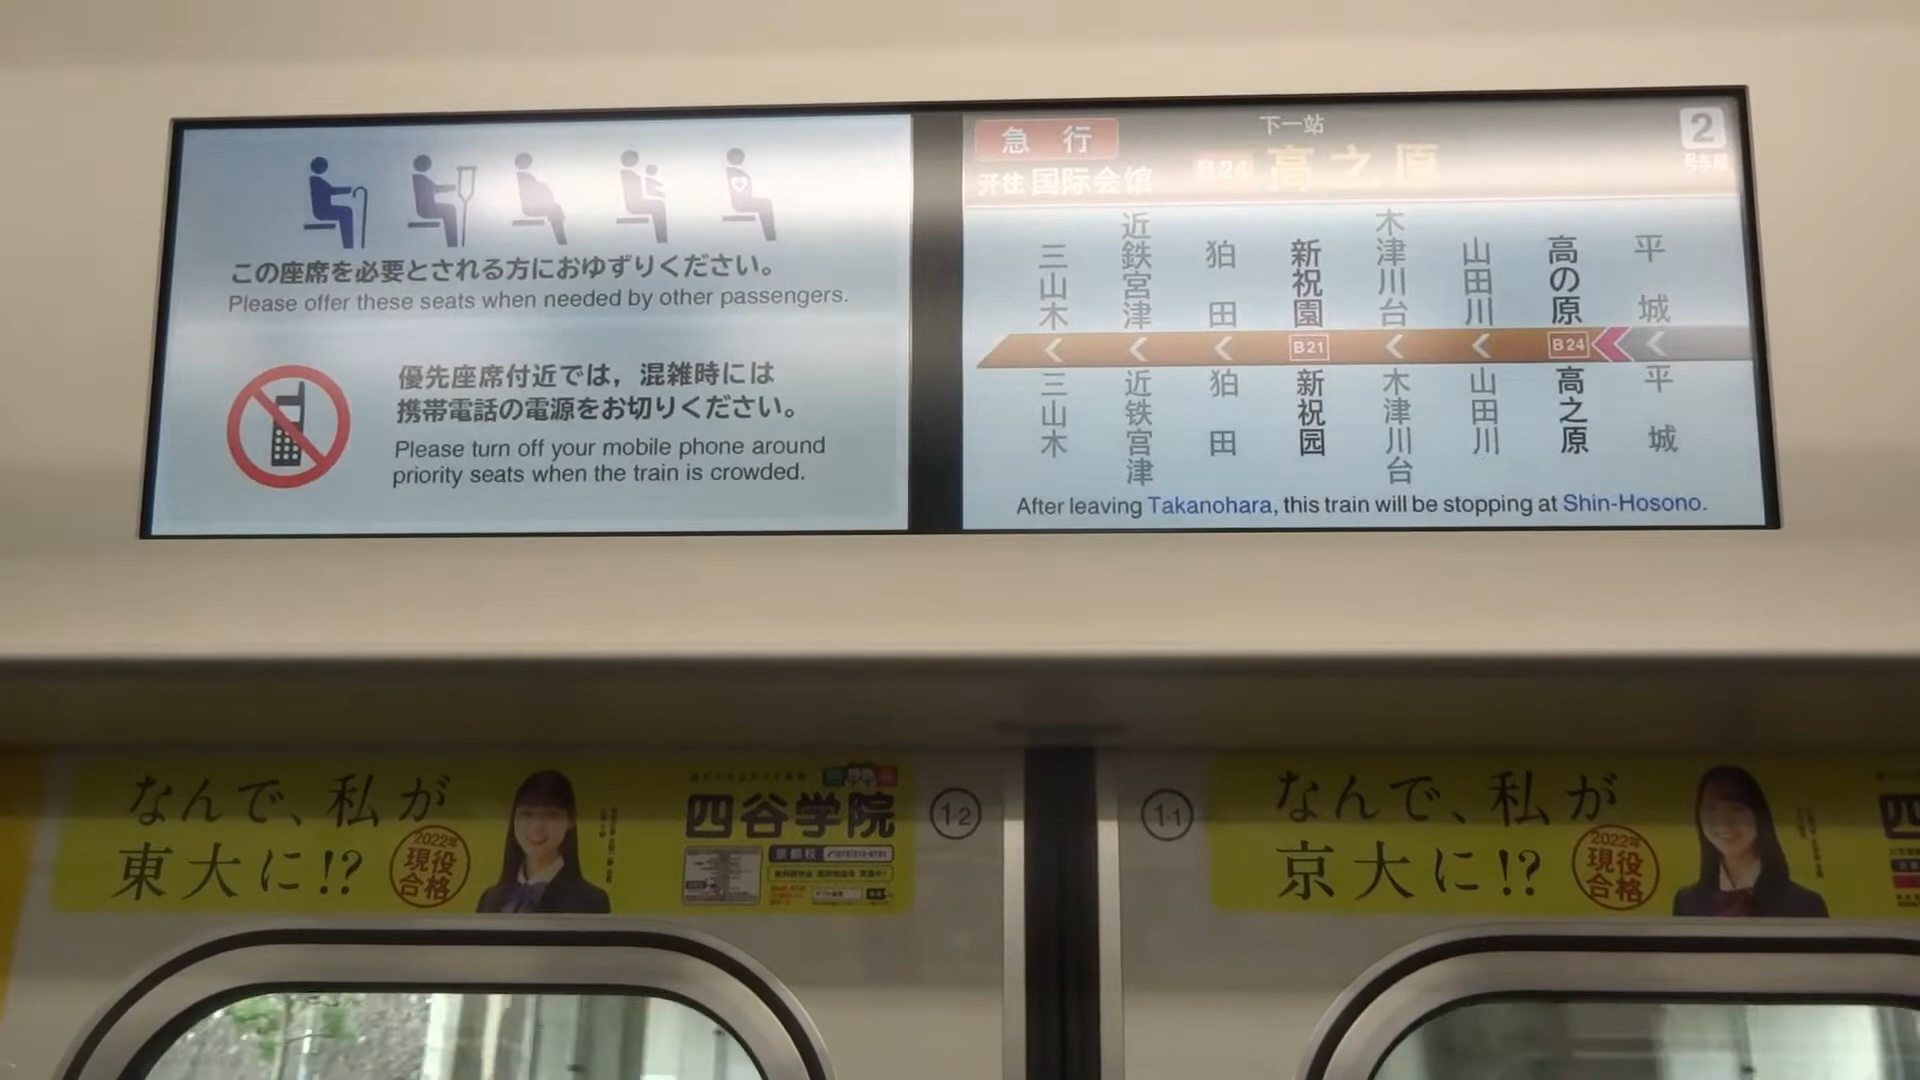 この座席を必要とされる方におゆずりください。
Please offer these seats when needed by other passengers.
優先座席付近では，混雑時には
携帯電話の電源をお切りください。
Please turn off your mobile phone around
priority seats when the train is crowded.
急 行
下一站
2
开往 国际会馆
B24 高之原
三山木
近鉄宮津
狛田
新祝園
木津川台
山田川
高の原
平城
B21
B24
三山木
近铁宫津
狛田
新祝园
木津川台
山田川
高之原
平城
After leaving Takanohara, this train will be stopping at Shin-Hosono.
なんで、私が
東大に!?
2022年
現役
合格
四谷学院
京都校
1-2
1-1
なんで、私が
京大に!?
2022年
現役
合格
四